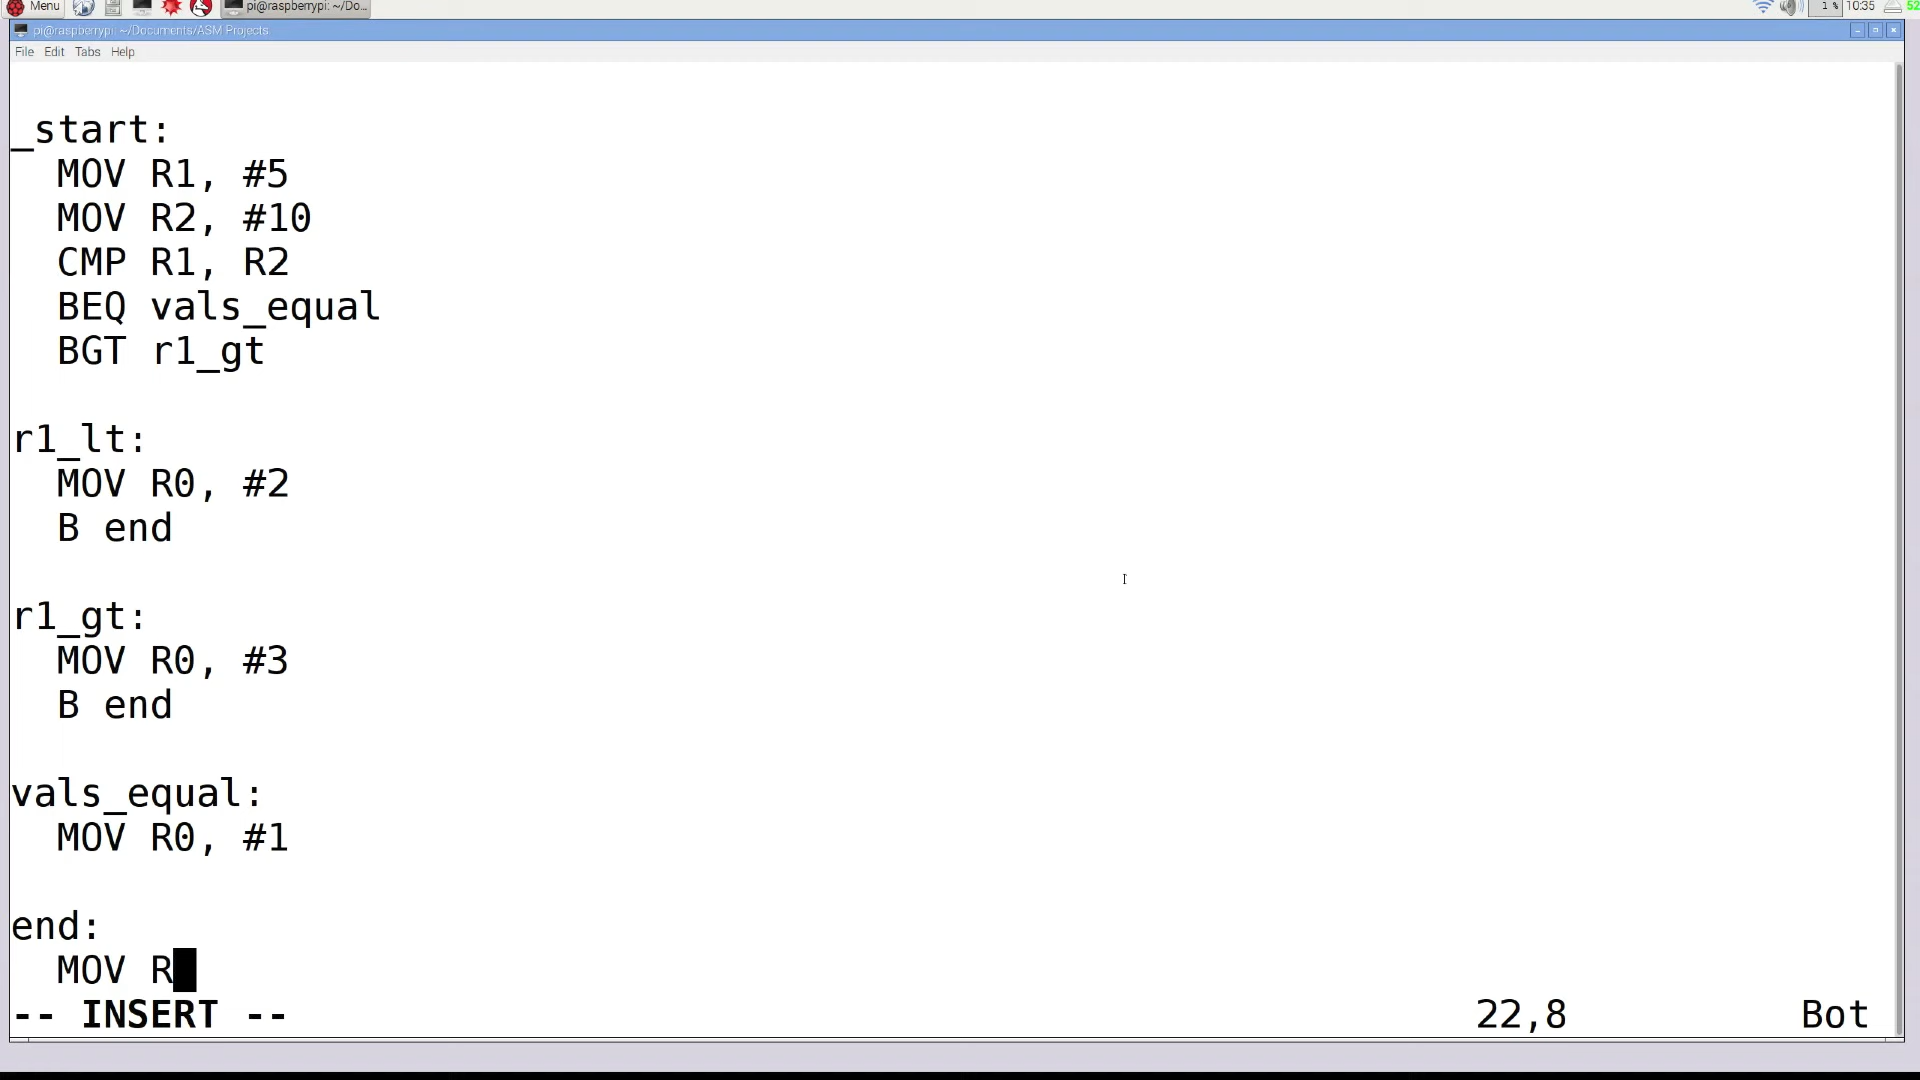 Menu pi@raspberrypi: ~/Do... 1 % 10:35 52
pi@raspberrypi: ~/Documents/ASM Projects
File Edit Tabs Help
_start:
MOV R1, #5
MOV R2, #10
CMP R1, R2
BEQ vals_equal
BGT r1_gt
r1_lt:
MOV R0, #2
B end
r1_gt:
MOV R0, #3
B end
vals_equal:
MOV R0, #1
end:
MOV R
-- INSERT -- 22,8 Bot